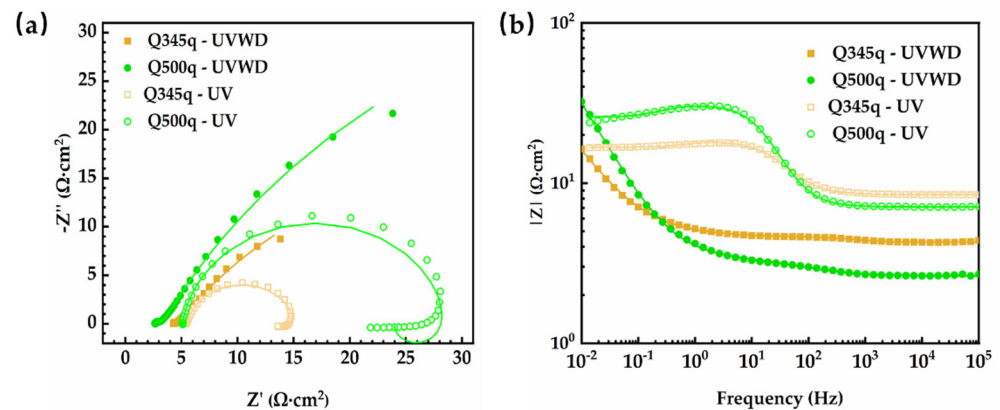 (a)
30
25
20
15
10
5
0
-Z'' (Ω·cm²)
Q345q - UVWD
Q500q - UVWD
Q345q - UV
Q500q - UV
0 5 10 15 20 25 30
Z' (Ω·cm²)
(b)
10²
10¹
10⁰
|Z| (Ω·cm²)
Q345q - UVWD
Q500q - UVWD
Q345q - UV
Q500q - UV
10⁻² 10⁻¹ 10⁰ 10¹ 10² 10³ 10⁴ 10⁵
Frequency (Hz)